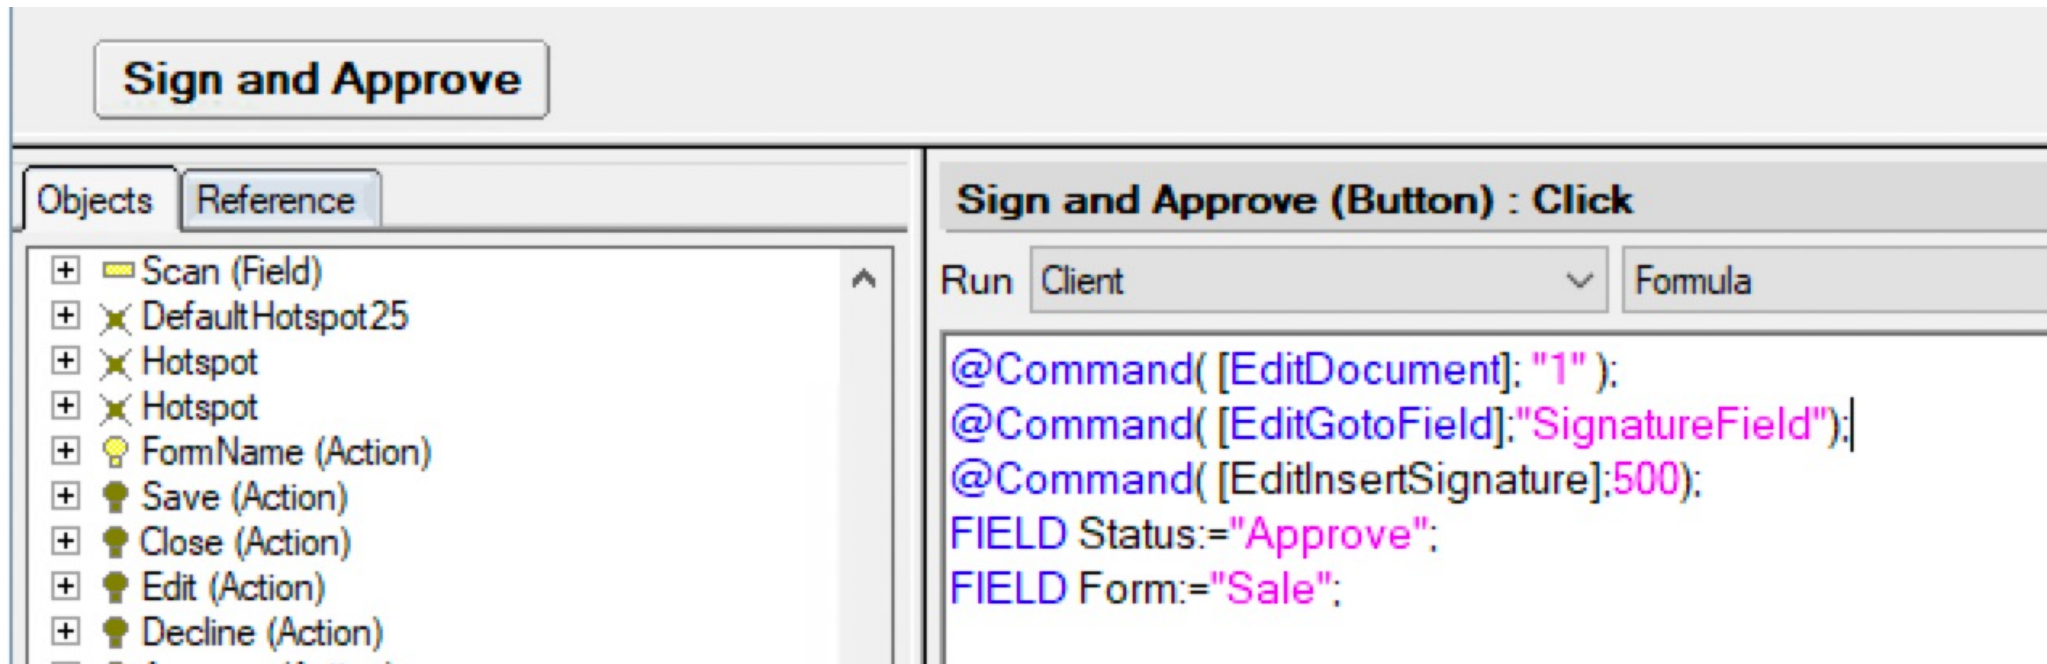 Sign and Approve
Objects
Reference
Scan (Field)
DefaultHotspot25
Hotspot
Hotspot
FormName (Action)
Save (Action)
Close (Action)
Edit (Action)
Decline (Action)
Sign and Approve (Button) : Click
Run Client Formula
@Command( [EditDocument]; "1" );
@Command( [EditGotoField];"SignatureField");
@Command( [EditInsertSignature];500);
FIELD Status:="Approve";
FIELD Form:="Sale";